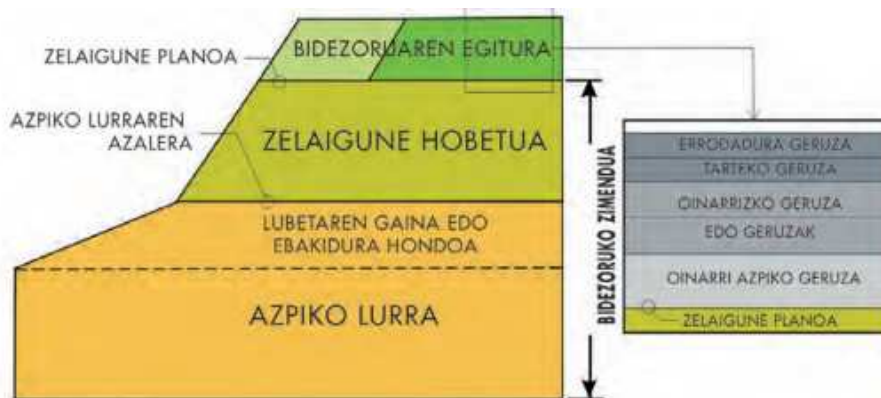 ZELAIGUNE PLANOA
BIDEZORUAREN EGITURA
AZPIKO LURRAREN
AZALERA
ZELAIGUNE HOBETUA
LUBETAREN GAINA EDO
EBAKIDURA HONDOA
AZPIKO LURRA
BIDEZORUKO ZIMENDUA
ERRODADURA GERUZA
TARTEKO GERUZA
OINARRIZKO GERUZA
EDO GERUZAK
OINARRI AZPIKO GERUZA
ZELAIGUNE PLANOA